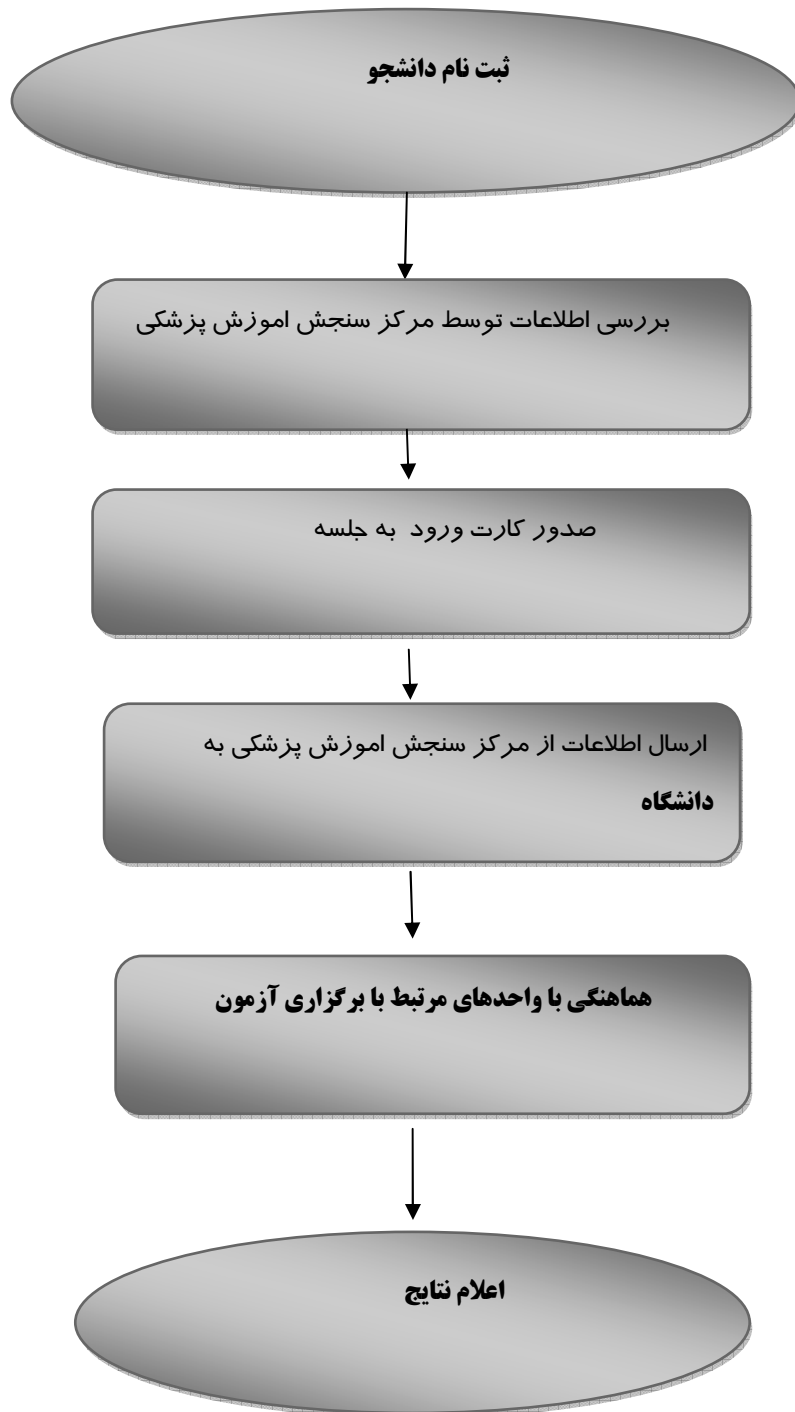 ثبت نام دانشجو
بررسی اطلاعات توسط مرکز سنجش اموزش پزشکی
صدور کارت ورود به جلسه
ارسال اطلاعات از مرکز سنجش اموزش پزشکی به
دانشگاه
هماهنگی با واحدهای مرتبط با برگزاری آزمون
اعلام نتایج